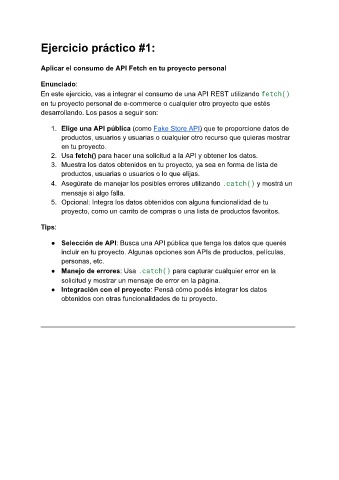 Ejercicio práctico #1:
Aplicar el consumo de API Fetch en tu proyecto personal
Enunciado:
En este ejercicio, vas a integrar el consumo de una API REST utilizando fetch()
en tu proyecto personal de e-commerce o cualquier otro proyecto que estés
desarrollando. Los pasos a seguir son:
1. Elige una API pública (como Fake Store API) que te proporcione datos de
productos, usuarios y usuarias o cualquier otro recurso que quieras mostrar
en tu proyecto.
2. Usa fetch() para hacer una solicitud a la API y obtener los datos.
3. Muestra los datos obtenidos en tu proyecto, ya sea en forma de lista de
productos, usuarias o usuarios o lo que elijas.
4. Asegúrate de manejar los posibles errores utilizando .catch() y mostrá un
mensaje si algo falla.
5. Opcional: Integra los datos obtenidos con alguna funcionalidad de tu
proyecto, como un carrito de compras o una lista de productos favoritos.
Tips:
● Selección de API: Busca una API pública que tenga los datos que querés
incluir en tu proyecto. Algunas opciones son APIs de productos, películas,
personas, etc.
● Manejo de errores: Usa .catch() para capturar cualquier error en la
solicitud y mostrar un mensaje de error en la página.
● Integración con el proyecto: Pensá cómo podés integrar los datos
obtenidos con otras funcionalidades de tu proyecto.